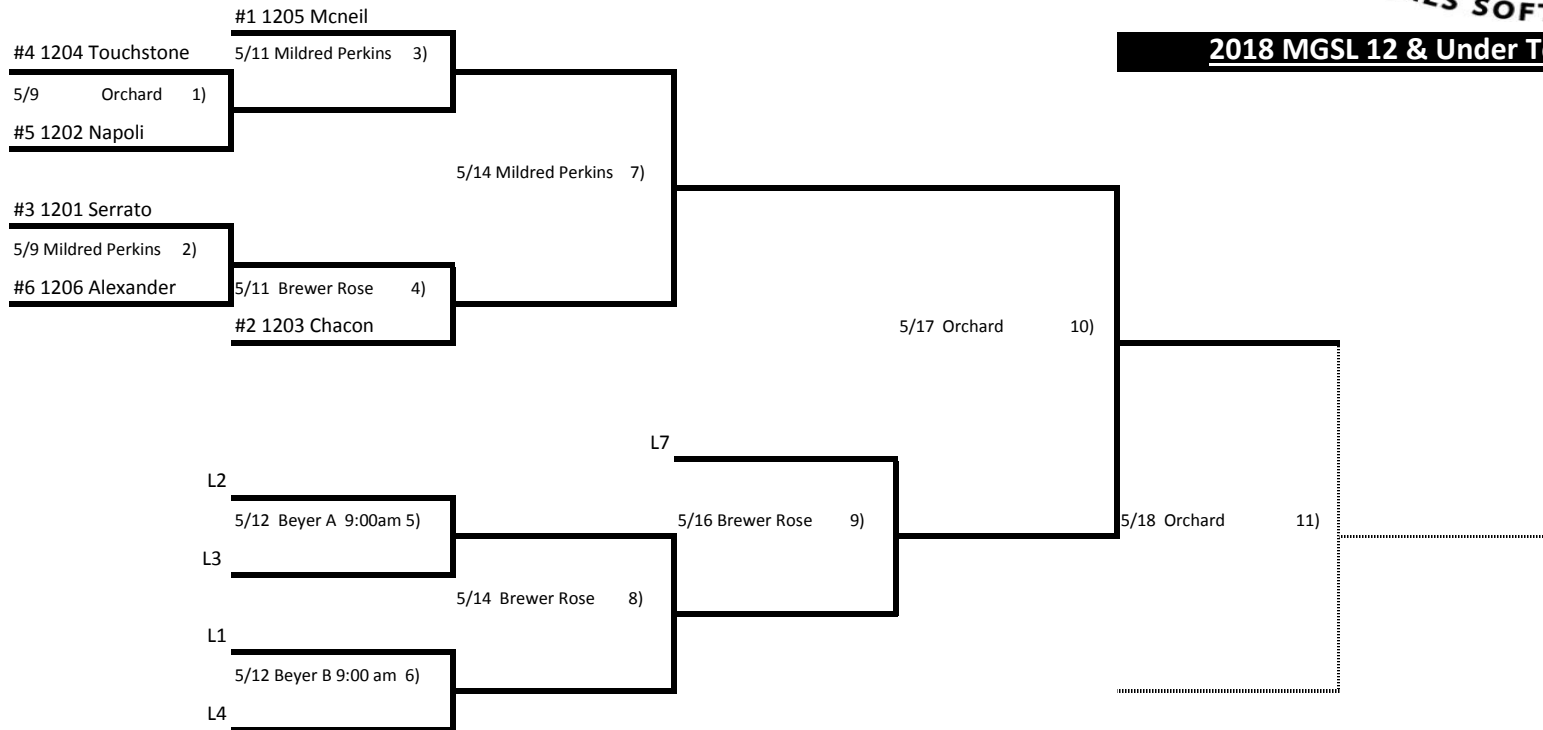 SOFT
2018 MGSL 12 & Under T
#1 1205 Mcneil
#4 1204 Touchstone
5/11 Mildred Perkins 3)
5/9 Orchard 1)
#5 1202 Napoli
5/14 Mildred Perkins 7)
#3 1201 Serrato
5/9 Mildred Perkins 2)
#6 1206 Alexander
5/11 Brewer Rose 4)
#2 1203 Chacon
5/17 Orchard 10)
L7
L2
5/12 Beyer A 9:00am 5)
5/16 Brewer Rose 9)
5/18 Orchard 11)
L3
5/14 Brewer Rose 8)
L1
5/12 Beyer B 9:00 am 6)
L4